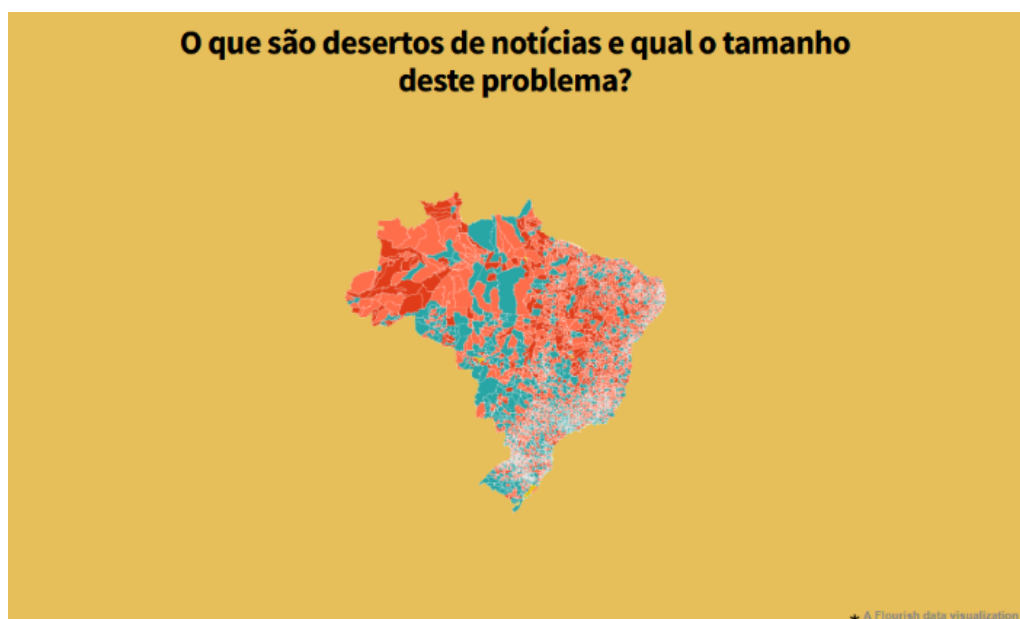 O que são desertos de notícias e qual o tamanho
deste problema?
* A Flourish data visualization